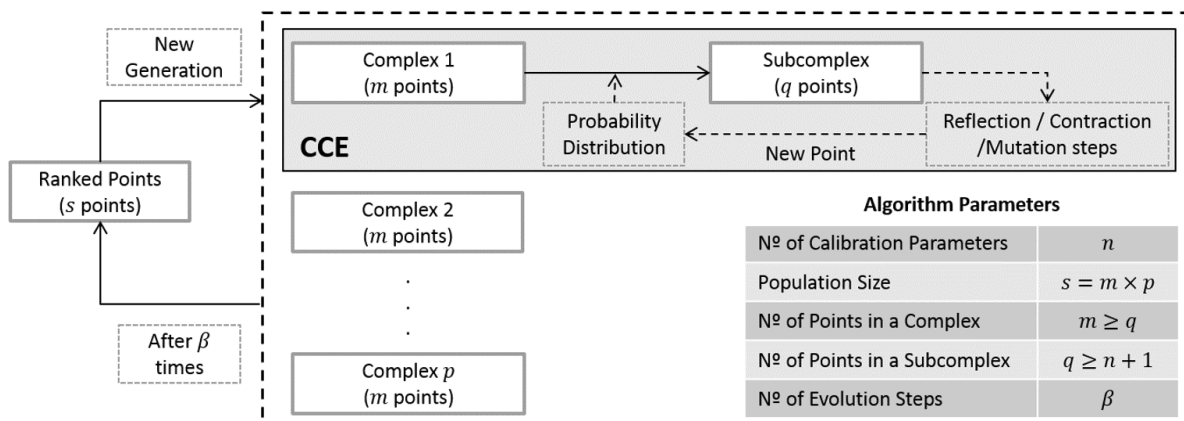 New
Generation
Ranked Points
(s points)
After β
times
Complex 1
(m points)
Subcomplex
(q points)
Probability
Distribution
New Point
Reflection / Contraction
/Mutation steps
CCE
Complex 2
(m points)
.
.
.
Complex p
(m points)
Algorithm Parameters
Nº of Calibration Parameters n
Population Size s = m × p
Nº of Points in a Complex m ≥ q
Nº of Points in a Subcomplex q ≥ n + 1
Nº of Evolution Steps β